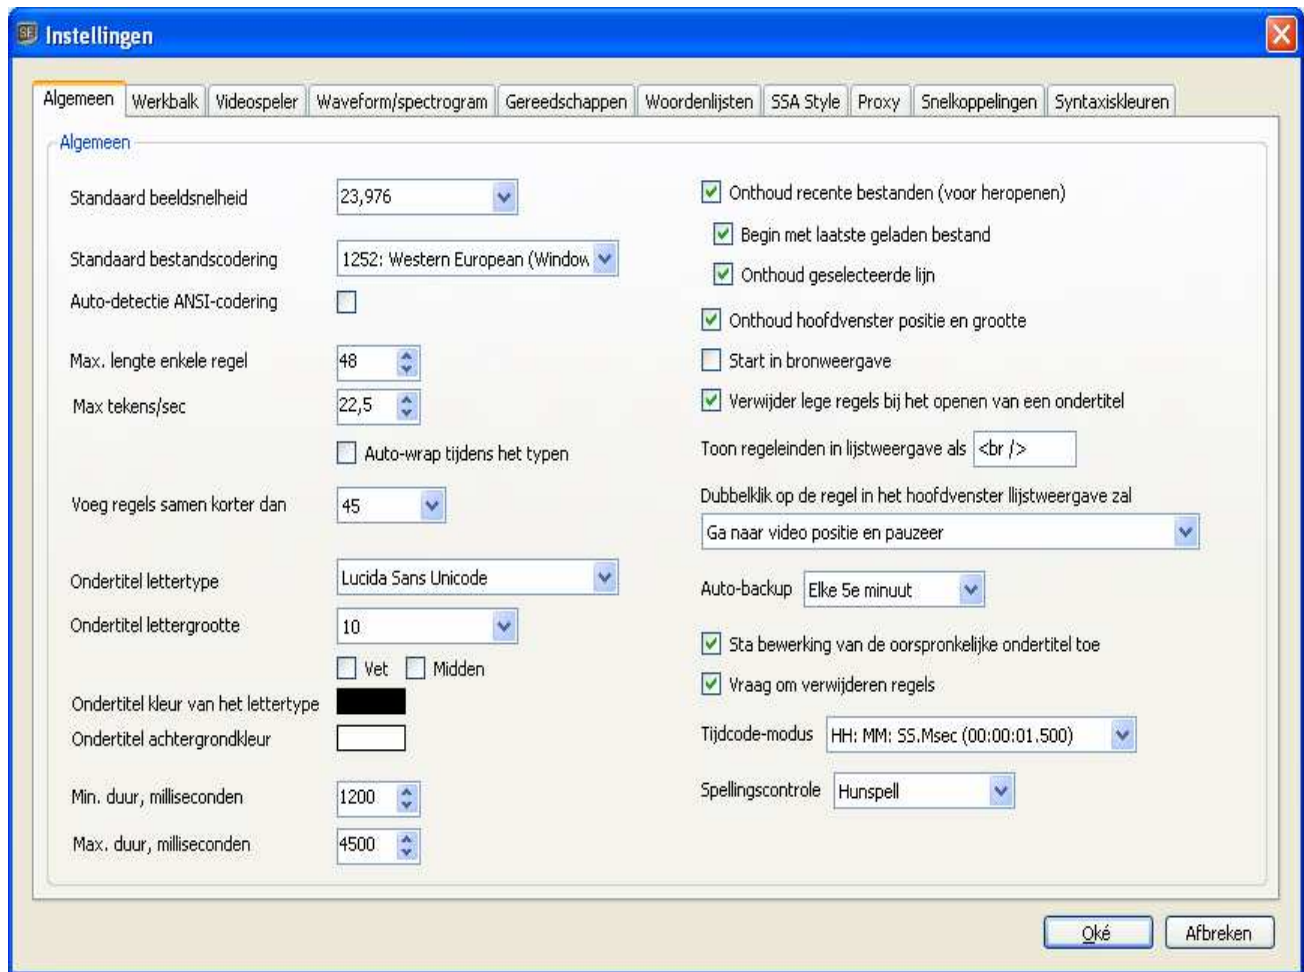 SE Instellingen
Algemeen Werkbalk Videospeler Waveform/spectrogram Gereedschappen Woordenlijsten SSA Style Proxy Snelkoppelingen Syntaxiskleuren
Algemeen
Standaard beeldsnelheid 23,976
Standaard bestandscodering 1252: Western European (Window
Auto-detectie ANSI-codering
Max. lengte enkele regel 48
Max tekens/sec 22,5
Auto-wrap tijdens het typen
Voeg regels samen korter dan 45
Ondertitel lettertype Lucida Sans Unicode
Ondertitel lettergrootte 10
Vet Midden
Ondertitel kleur van het lettertype
Ondertitel achtergrondkleur
Min. duur, milliseconden 1200
Max. duur, milliseconden 4500
Onthoud recente bestanden (voor heropenen)
Begin met laatste geladen bestand
Onthoud geselecteerde lijn
Onthoud hoofdvenster positie en grootte
Start in bronweergave
Verwijder lege regels bij het openen van een ondertitel
Toon regeleinden in lijstweergave als <br />
Dubbelklik op de regel in het hoofdvenster llijstweergave zal
Ga naar video positie en pauzeer
Auto-backup Elke 5e minuut
Sta bewerking van de oorspronkelijke ondertitel toe
Vraag om verwijderen regels
Tijdcode-modus HH: MM: SS.Msec (00:00:01.500)
Spellingscontrole Hunspell
Oké Afbreken